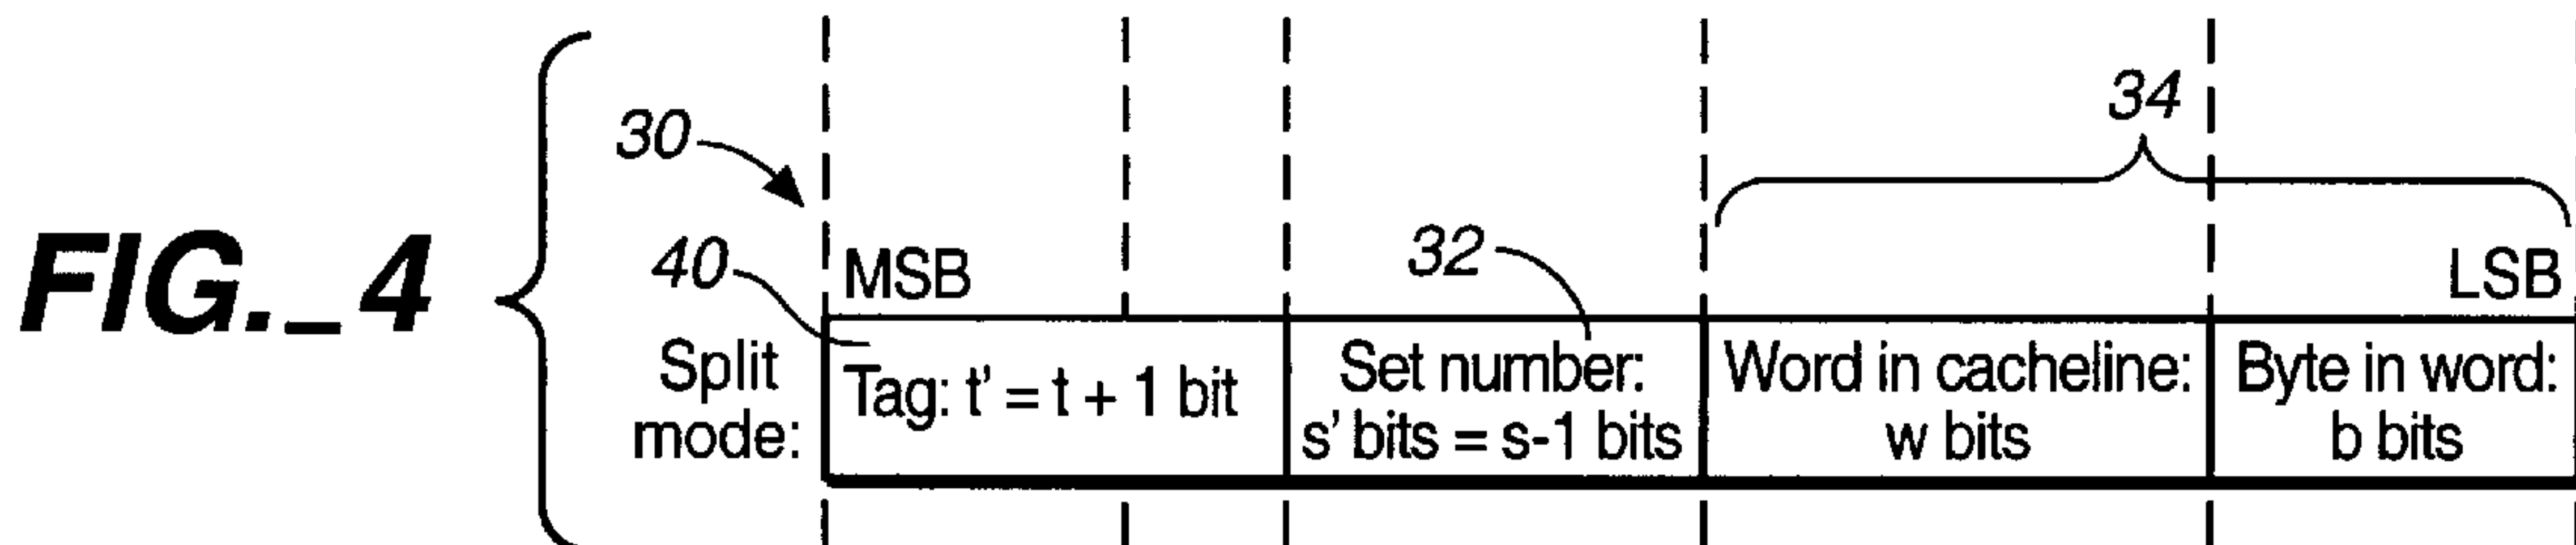 FIG._4
30
34
40
MSB
32
LSB
Split mode:
Tag: t' = t + 1 bit
Set number:
s' bits = s-1 bits
Word in cacheline:
w bits
Byte in word:
b bits